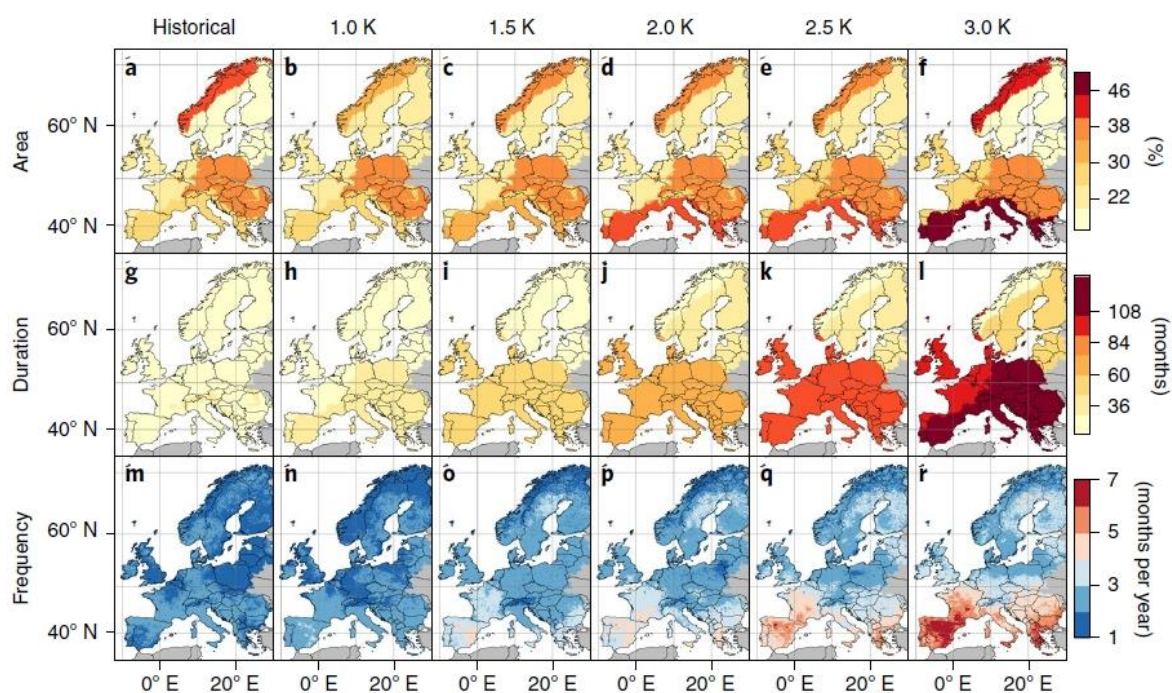 Historical 1.0 K 1.5 K 2.0 K 2.5 K 3.0 K
a b c d e f
Area
60° N
40° N
46
38
30
22
(%)
g h i j k l
Duration
60° N
40° N
108
84
60
36
(months)
m n o p q r
Frequency
60° N
40° N
7
5
3
1
(months per year)
0° E 20° E 0° E 20° E 0° E 20° E 0° E 20° E 0° E 20° E 0° E 20° E